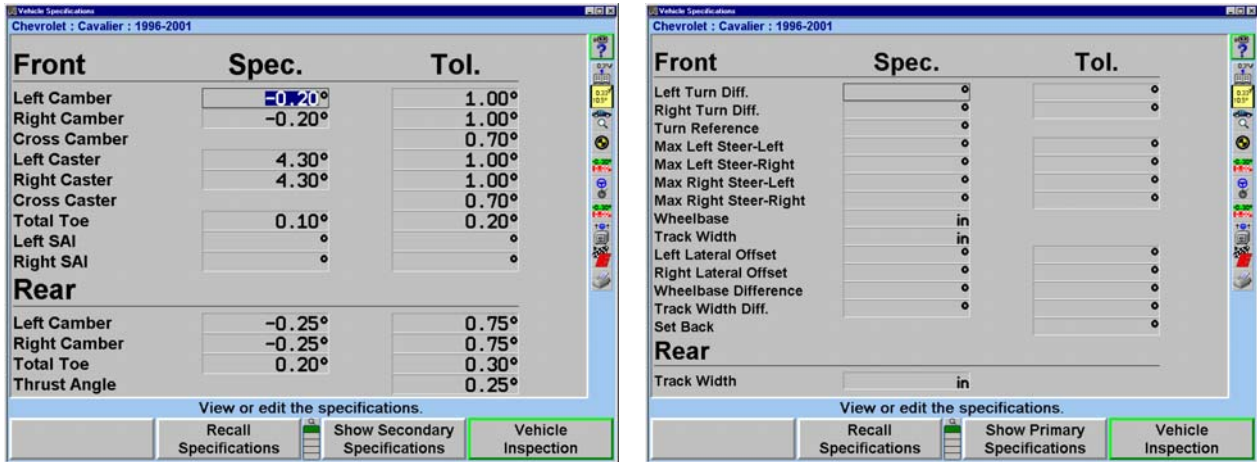 Vehicle Specifications
Chevrolet : Cavalier : 1996-2001
Front Spec. Tol.
Left Camber -0.20° 1.00°
Right Camber -0.20° 1.00°
Cross Camber 0.70°
Left Caster 4.30° 1.00°
Right Caster 4.30° 1.00°
Cross Caster 0.70°
Total Toe 0.10° 0.20°
Left SAI ° °
Right SAI ° °
Rear
Left Camber -0.25° 0.75°
Right Camber -0.25° 0.75°
Total Toe 0.20° 0.30°
Thrust Angle 0.25°
View or edit the specifications.
Recall Specifications
Show Secondary Specifications
Vehicle Inspection
Vehicle Specifications
Chevrolet : Cavalier : 1996-2001
Front Spec. Tol.
Left Turn Diff. ° °
Right Turn Diff. ° °
Turn Reference °
Max Left Steer-Left ° °
Max Left Steer-Right ° °
Max Right Steer-Left ° °
Max Right Steer-Right ° °
Wheelbase in
Track Width in
Left Lateral Offset ° °
Right Lateral Offset ° °
Wheelbase Difference ° °
Track Width Diff. ° °
Set Back °
Rear
Track Width in
View or edit the specifications.
Recall Specifications
Show Primary Specifications
Vehicle Inspection